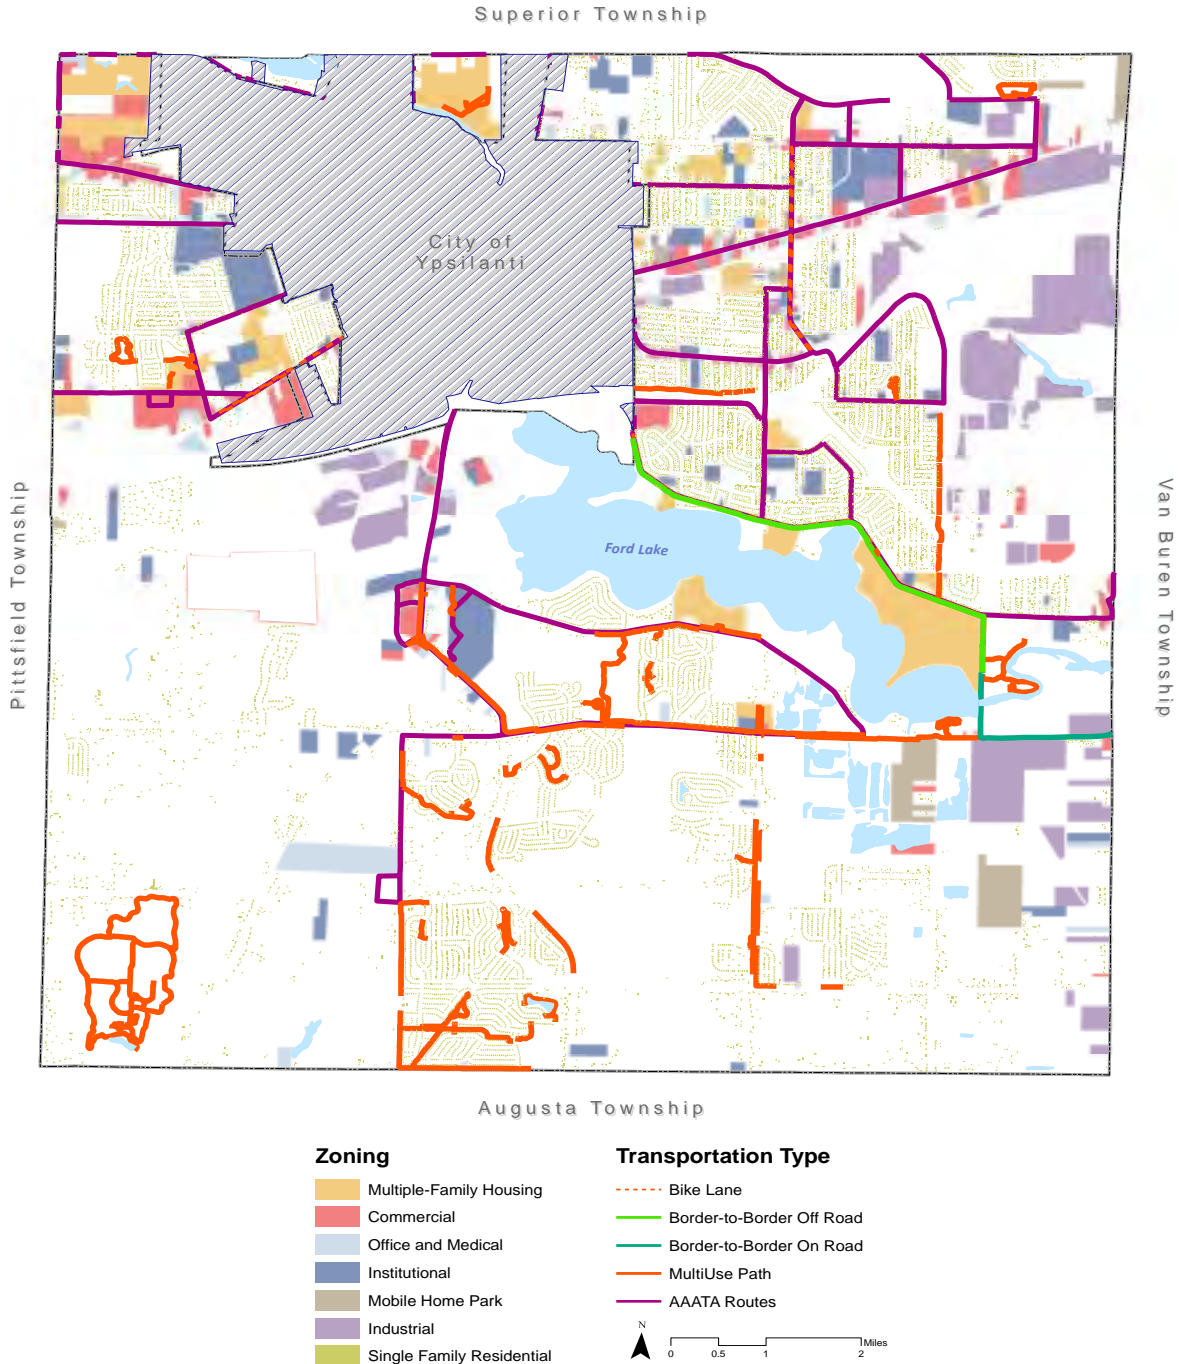 Superior Township
City of
Ypsilanti
Pittsfield Township
Ford Lake
Van Buren Township
Augusta Township
Zoning
Multiple-Family Housing
Commercial
Office and Medical
Institutional
Mobile Home Park
Industrial
Single Family Residential
Transportation Type
Bike Lane
Border-to-Border Off Road
Border-to-Border On Road
MultiUse Path
AAATA Routes
N
Miles
0 0.5 1 2